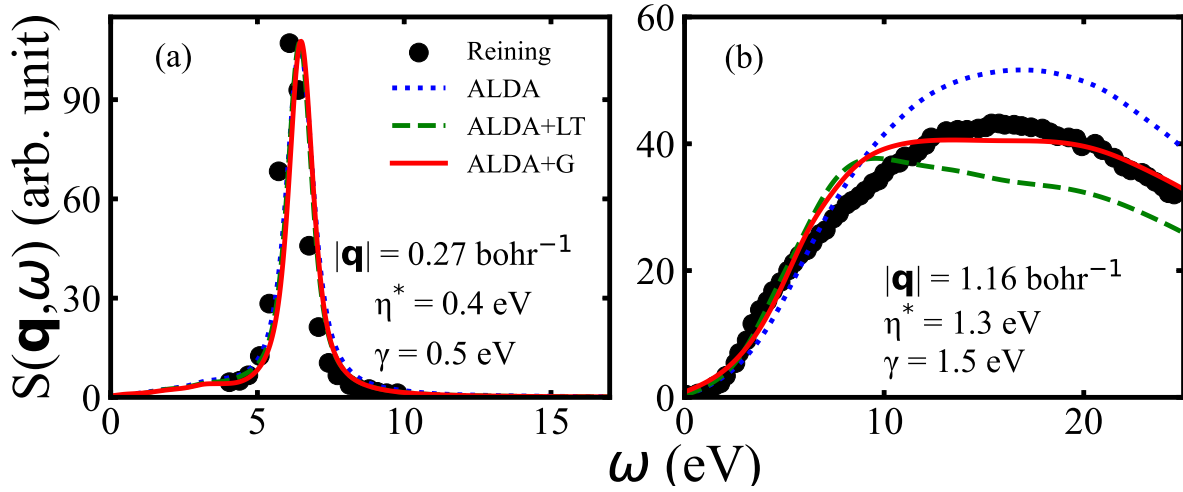 S(q,ω) (arb. unit)
90
60
30
0
(a)
Reining
ALDA
ALDA+LT
ALDA+G
|q| = 0.27 bohr⁻¹
η* = 0.4 eV
γ = 0.5 eV
0 5 10 15
60
40
20
0
(b)
|q| = 1.16 bohr⁻¹
η* = 1.3 eV
γ = 1.5 eV
0 10 20
ω (eV)